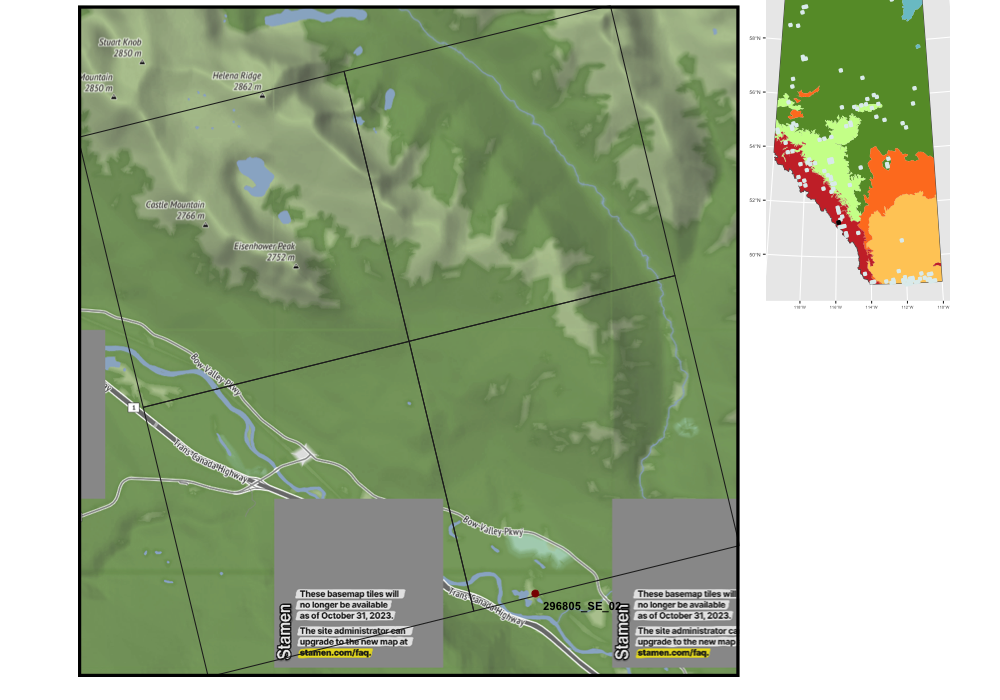 Stuart Knob
2850 m
Mountain
2850 m
Helena Ridge
2862 m
Castle Mountain
2766 m
Eisenhower Peak
2752 m
Bow-Valley-Pkwy
1
Trans-Canada Highway
Bow-Valley Pkwy
Trans-Canada Highway
296805_SE_02
Stamen
These basemap tiles will
no longer be available
as of October 31, 2023.
The site administrator can
upgrade to the new map at
stamen.com/faq.
Stamen
These basemap tiles will
no longer be available
as of October 31, 2023.
The site administrator ca
upgrade to the new map
stamen.com/faq.
58°N
56°N
54°N
52°N
50°N
118°W
116°W
114°W
112°W
110°W